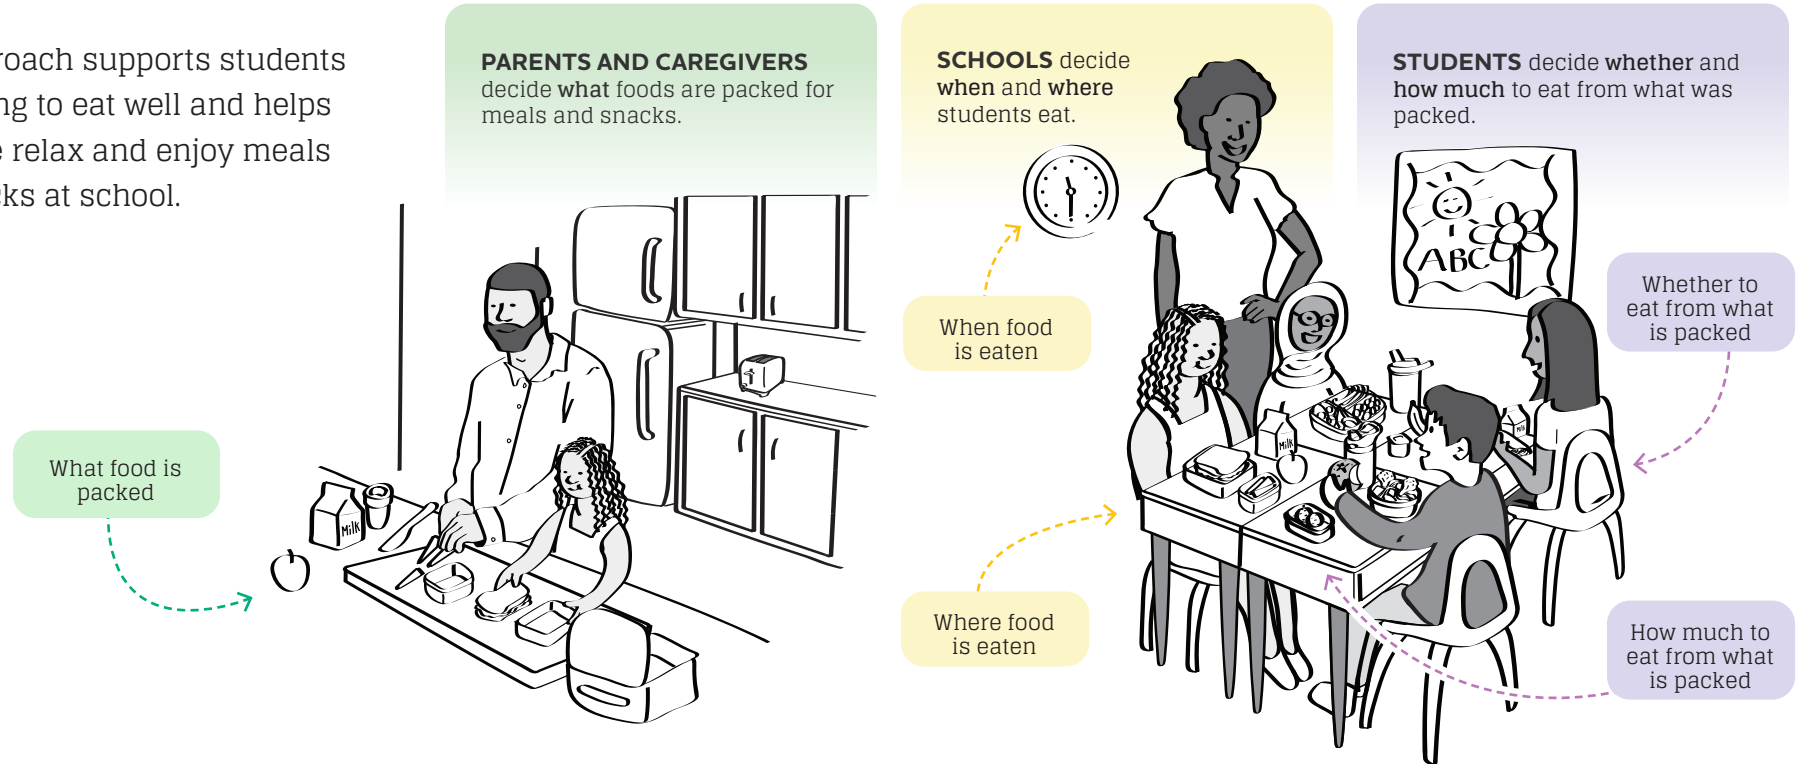 roach supports students
ng to eat well and helps
e relax and enjoy meals
cks at school.
PARENTS AND CAREGIVERS
decide what foods are packed for
meals and snacks.
SCHOOLS decide
when and where
students eat.
STUDENTS decide whether and
how much to eat from what was
packed.
ABC
Whether to
eat from what
is packed
When food
is eaten
What food is
packed
Milk
Milk
Milk
Where food
is eaten
How much to
eat from what
is packed